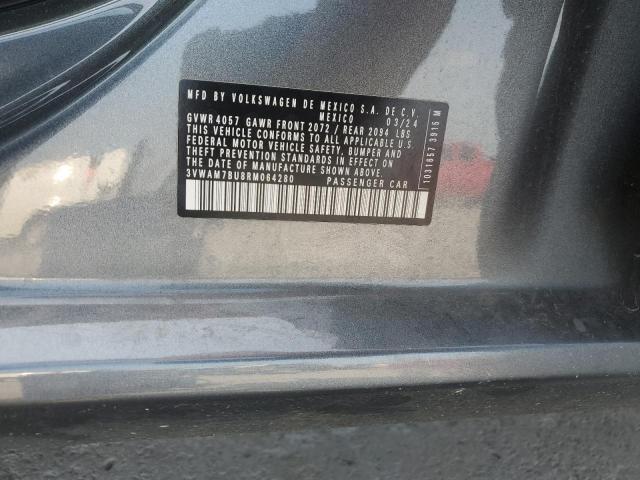 MFD BY VOLKSWAGEN DE MEXICO S.A. DE C.V.
MEXICO 03/24
GVWR 4057 GAWR FRONT 2072 / REAR 2094 LBS
THIS VEHICLE CONFORMS TO ALL APPLICABLE U.S.
FEDERAL MOTOR VEHICLE SAFETY, BUMPER AND
THEFT PREVENTION STANDARDS IN EFFECT ON
THE DATE OF MANUFACTURE SHOWN ABOVE.
3VWAM7BU8RM064280 PASSENGER CAR
1031657 3915 M